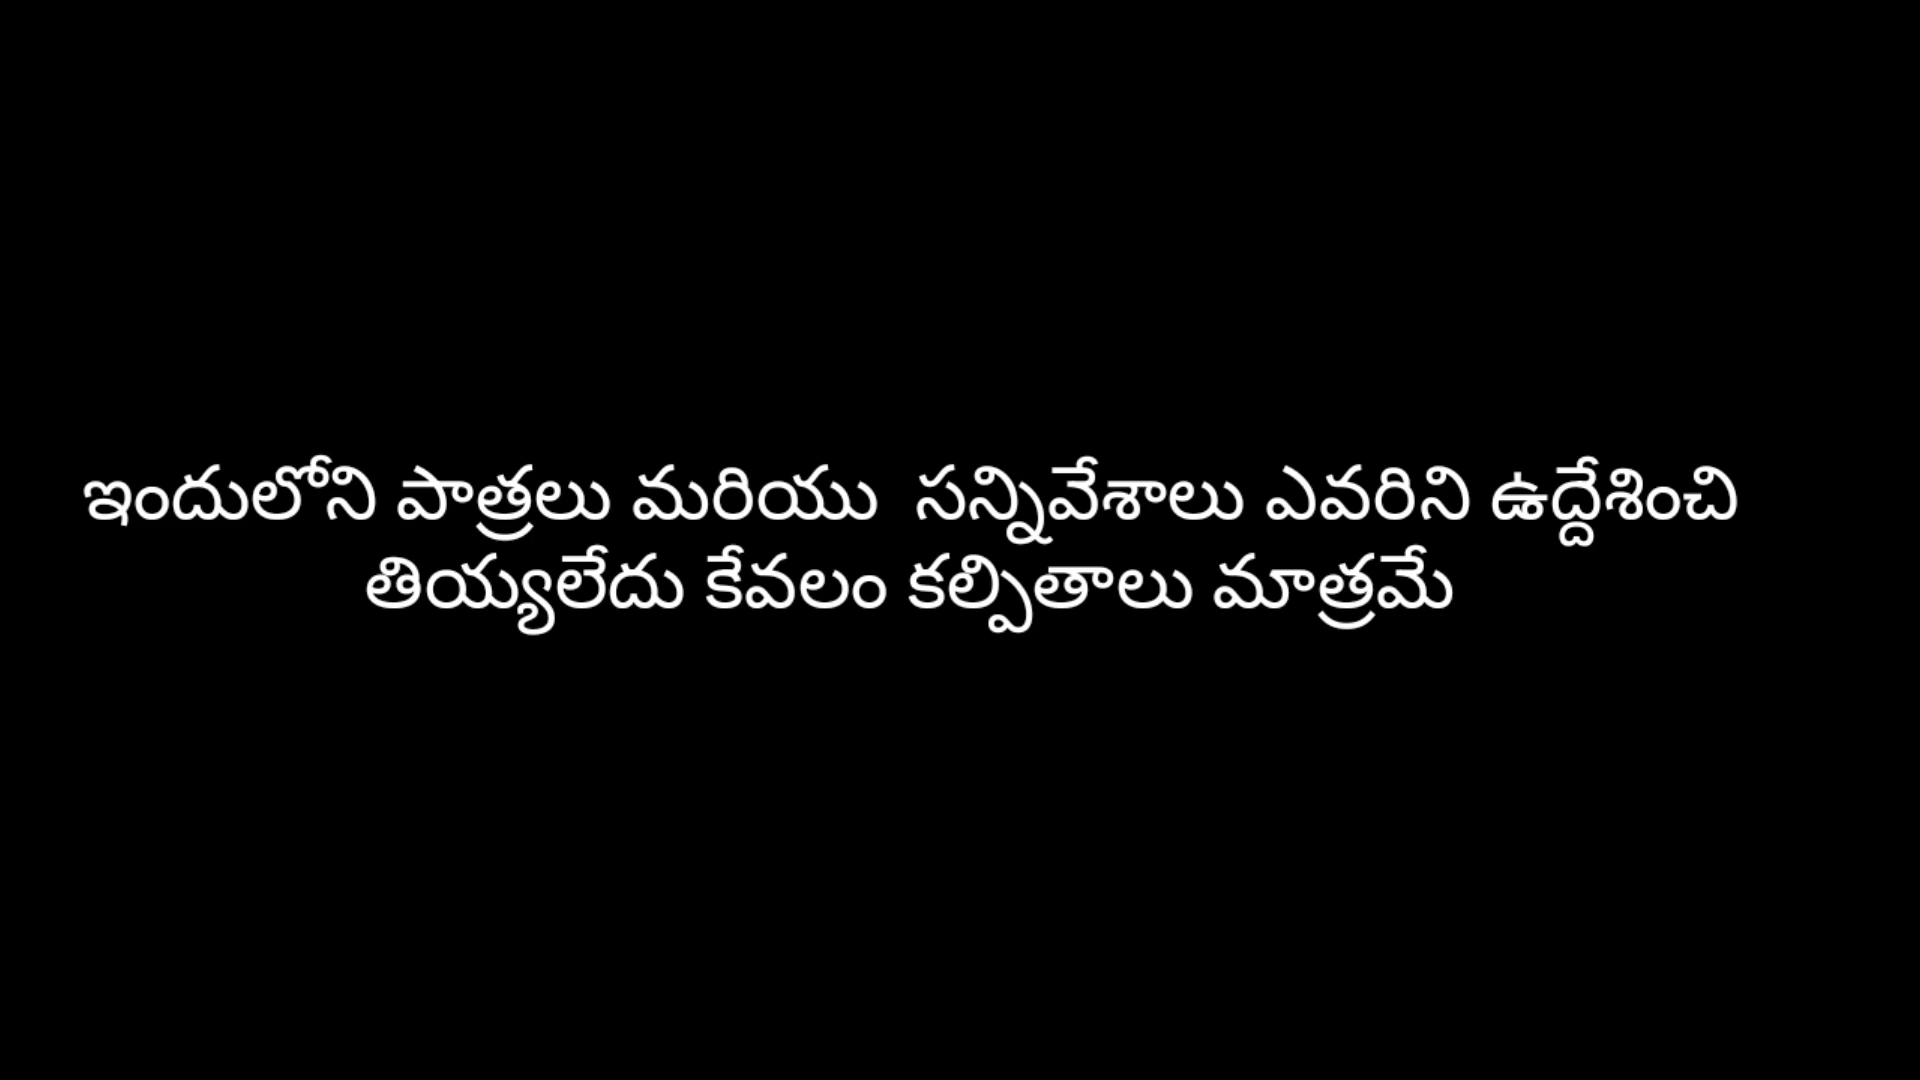 ఇందులోని పాత్రలు మరియు  సన్నివేశాలు ఎవరిని ఉద్దేశించి
తియ్యలేదు కేవలం కల్పితాలు మాత్రమే